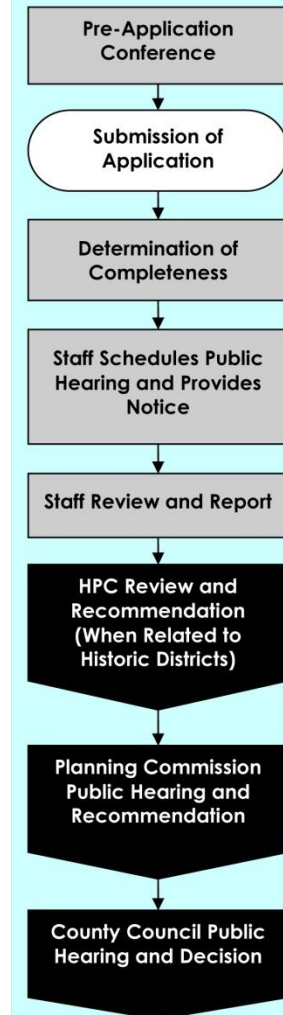 Pre-Application
Conference
Submission of
Application
Determination of
Completeness
Staff Schedules Public
Hearing and Provides
Notice
Staff Review and Report
HPC Review and
Recommendation
(When Related to
Historic Districts)
Planning Commission
Public Hearing and
Recommendation
County Council Public
Hearing and Decision